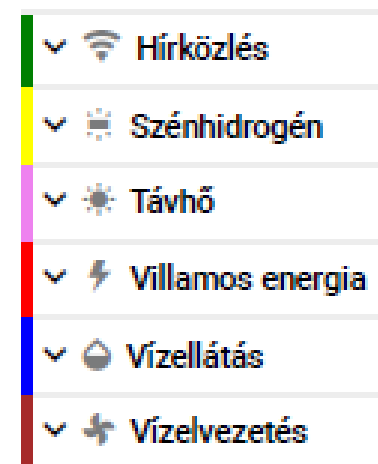 Hírközlés
Szénhidrogén
Távhő
Villamos energia
Vízellátás
Vízelvezetés